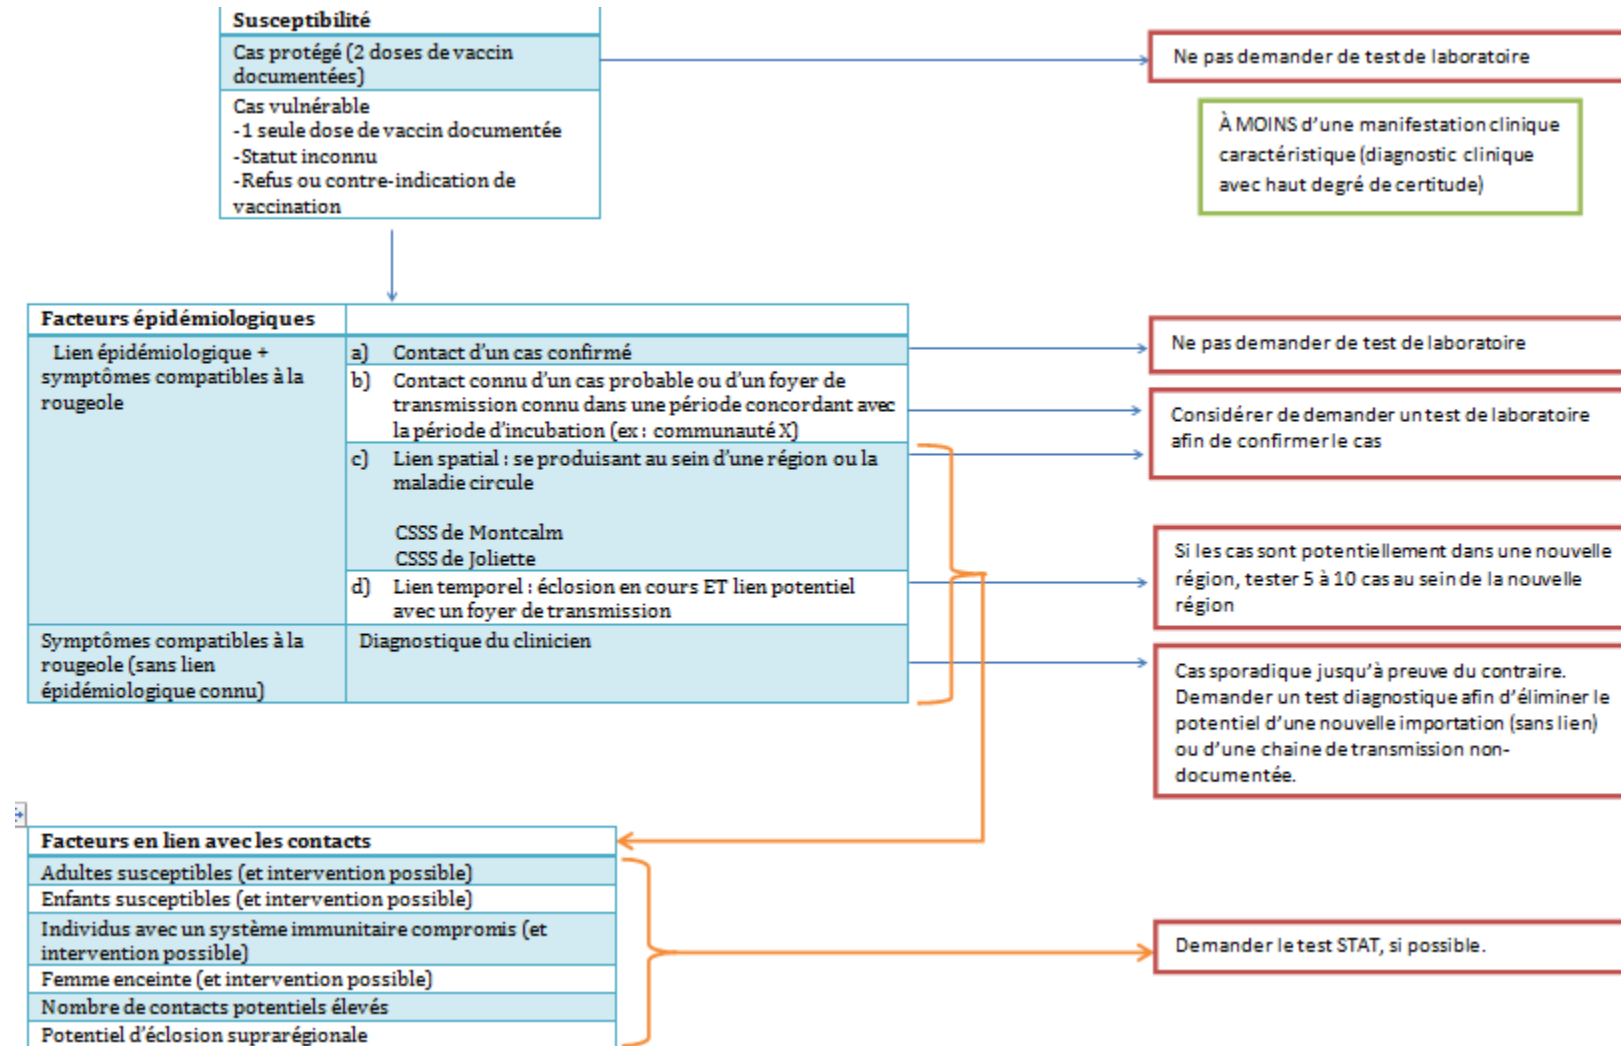 Susceptibilité
Cas protégé (2 doses de vaccin
documentées)
Cas vulnérable
-1 seule dose de vaccin documentée
-Statut inconnu
-Refus ou contre-indication de
vaccination
Ne pas demander de test de laboratoire
À MOINS d'une manifestation clinique
caractéristique (diagnostic clinique
avec haut degré de certitude)
Facteurs épidémiologiques
Lien épidémiologique +
symptômes compatibles à la
rougeole
a) Contact d'un cas confirmé
b) Contact connu d'un cas probable ou d'un foyer de
transmission connu dans une période concordant avec
la période d'incubation (ex : communauté X)
c) Lien spatial : se produisant au sein d'une région ou la
maladie circule
CSSS de Montcalm
CSSS de Joliette
d) Lien temporel : éclosion en cours ET lien potentiel
avec un foyer de transmission
Symptômes compatibles à la
rougeole (sans lien
épidémiologique connu)
Diagnostique du clinicien
Ne pas demander de test de laboratoire
Considérer de demander un test de laboratoire
afin de confirmer le cas
Si les cas sont potentiellement dans une nouvelle
région, tester 5 à 10 cas au sein de la nouvelle
région
Cas sporadique jusqu'à preuve du contraire.
Demander un test diagnostique afin d'éliminer le
potentiel d'une nouvelle importation (sans lien)
ou d'une chaine de transmission non-
documentée.
Facteurs en lien avec les contacts
Adultes susceptibles (et intervention possible)
Enfants susceptibles (et intervention possible)
Individus avec un système immunitaire compromis (et
intervention possible)
Femme enceinte (et intervention possible)
Nombre de contacts potentiels élevés
Potentiel d'éclosion suprarégionale
Demander le test STAT, si possible.